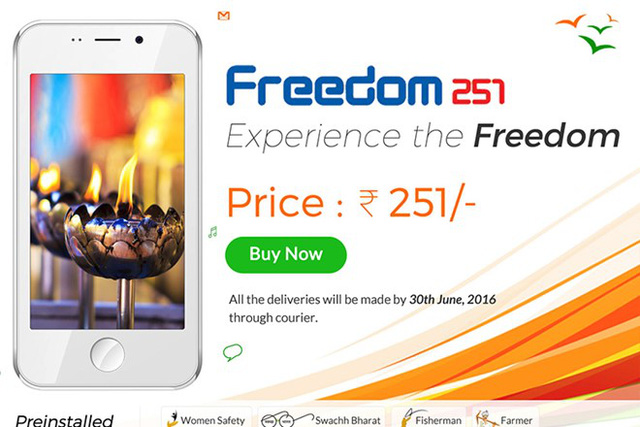 Freedom 251
Experience the Freedom
Price : ₹ 251/-
Buy Now
All the deliveries will be made by 30th June, 2016
through courier.
Preinstalled
Women Safety
Swachh Bharat
Fisherman
Farmer